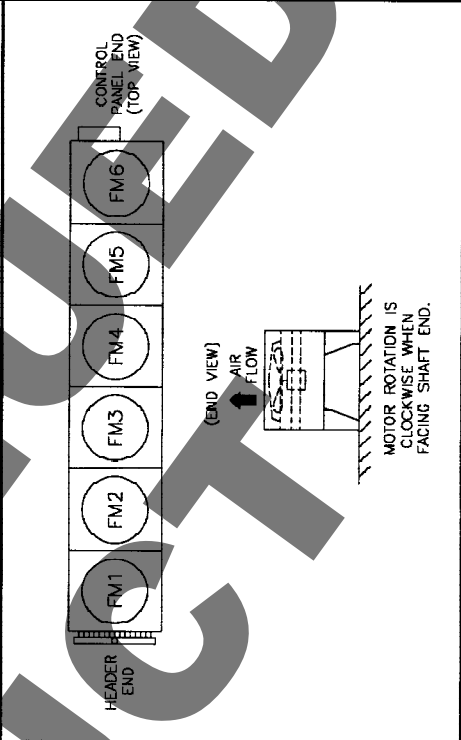 CONTROL
PANEL END
(TOP VIEW)
FM6
FM5
FM4
FM3
FM2
FM1
HEADER
END
(END VIEW)
AIR
FLOW
MOTOR ROTATION IS
CLOCKWISE WHEN
FACING SHAFT END.